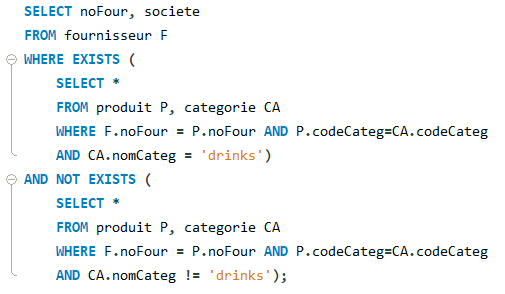 SELECT noFour, societe
FROM fournisseur F
WHERE EXISTS (
SELECT *
FROM produit P, categorie CA
WHERE F.noFour = P.noFour AND P.codeCateg=CA.codeCateg
AND CA.nomCateg = 'drinks')
AND NOT EXISTS (
SELECT *
FROM produit P, categorie CA
WHERE F.noFour = P.noFour AND P.codeCateg=CA.codeCateg
AND CA.nomCateg != 'drinks');